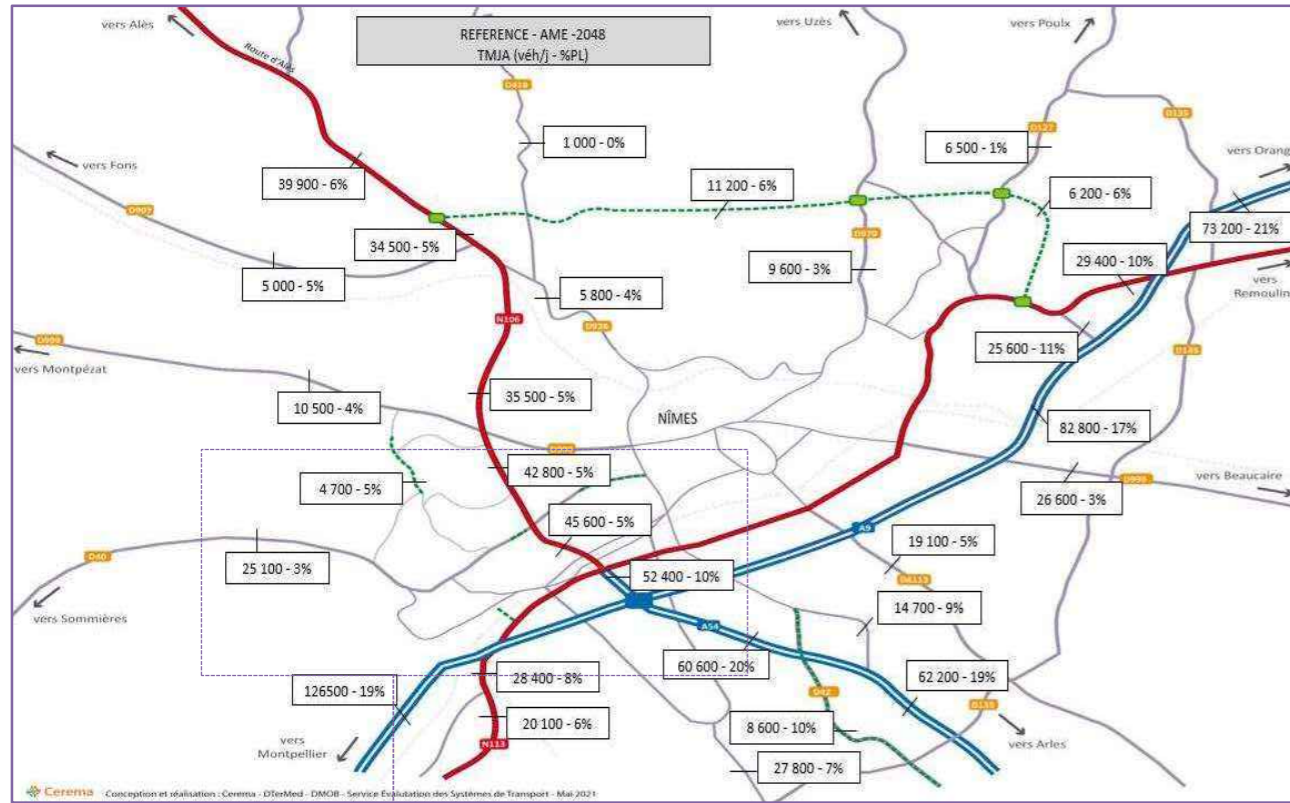 vers Alès
REFERENCE - AME -2048
TMJA (véh/j - %PL)
vers Uzès
vers Poulx
Route d'Alès
D418
D135
D127
1 000 - 0%
6 500 - 1%
vers Orang
vers Fons
39 900 - 6%
11 200 - 6%
6 200 - 6%
D907
73 200 - 21%
34 500 - 5%
D979
9 600 - 3%
29 400 - 10%
5 000 - 5%
5 800 - 4%
vers
Remoulin
N106
D926
D999
25 600 - 11%
D135
vers Montpézat
10 500 - 4%
35 500 - 5%
NÎMES
82 800 - 17%
42 800 - 5%
4 700 - 5%
vers Beaucaire
D999
26 600 - 3%
45 600 - 5%
A9
19 100 - 5%
D40
25 100 - 3%
52 400 - 10%
D6113
14 700 - 9%
vers Sommières
A54
60 600 - 20%
28 400 - 8%
62 200 - 19%
126500 - 19%
D42
D135
20 100 - 6%
8 600 - 10%
vers
Montpellier
N113
vers Arles
27 800 - 7%
Cerema
Conception et réalisation : Cerema - DTerMed - DMOB - Service Évalutation des Systèmes de Transport - Mai 2021